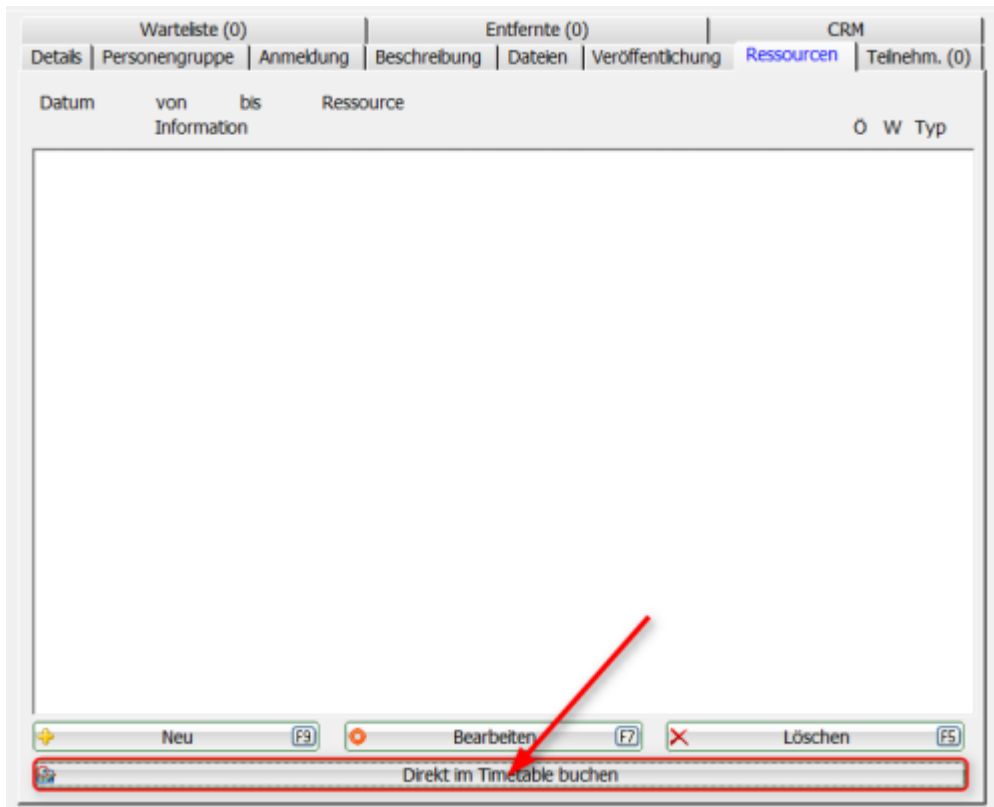 Warteliste (0) Entfernte (0) CRM
Details Personengruppe Anmeldung Beschreibung Dateien Veröffentlichung Ressourcen Teilnehm. (0)
Datum von bis Ressource
Information Ö W Typ
Neu F9 Bearbeiten F7 Löschen F5
Direkt im Timetable buchen